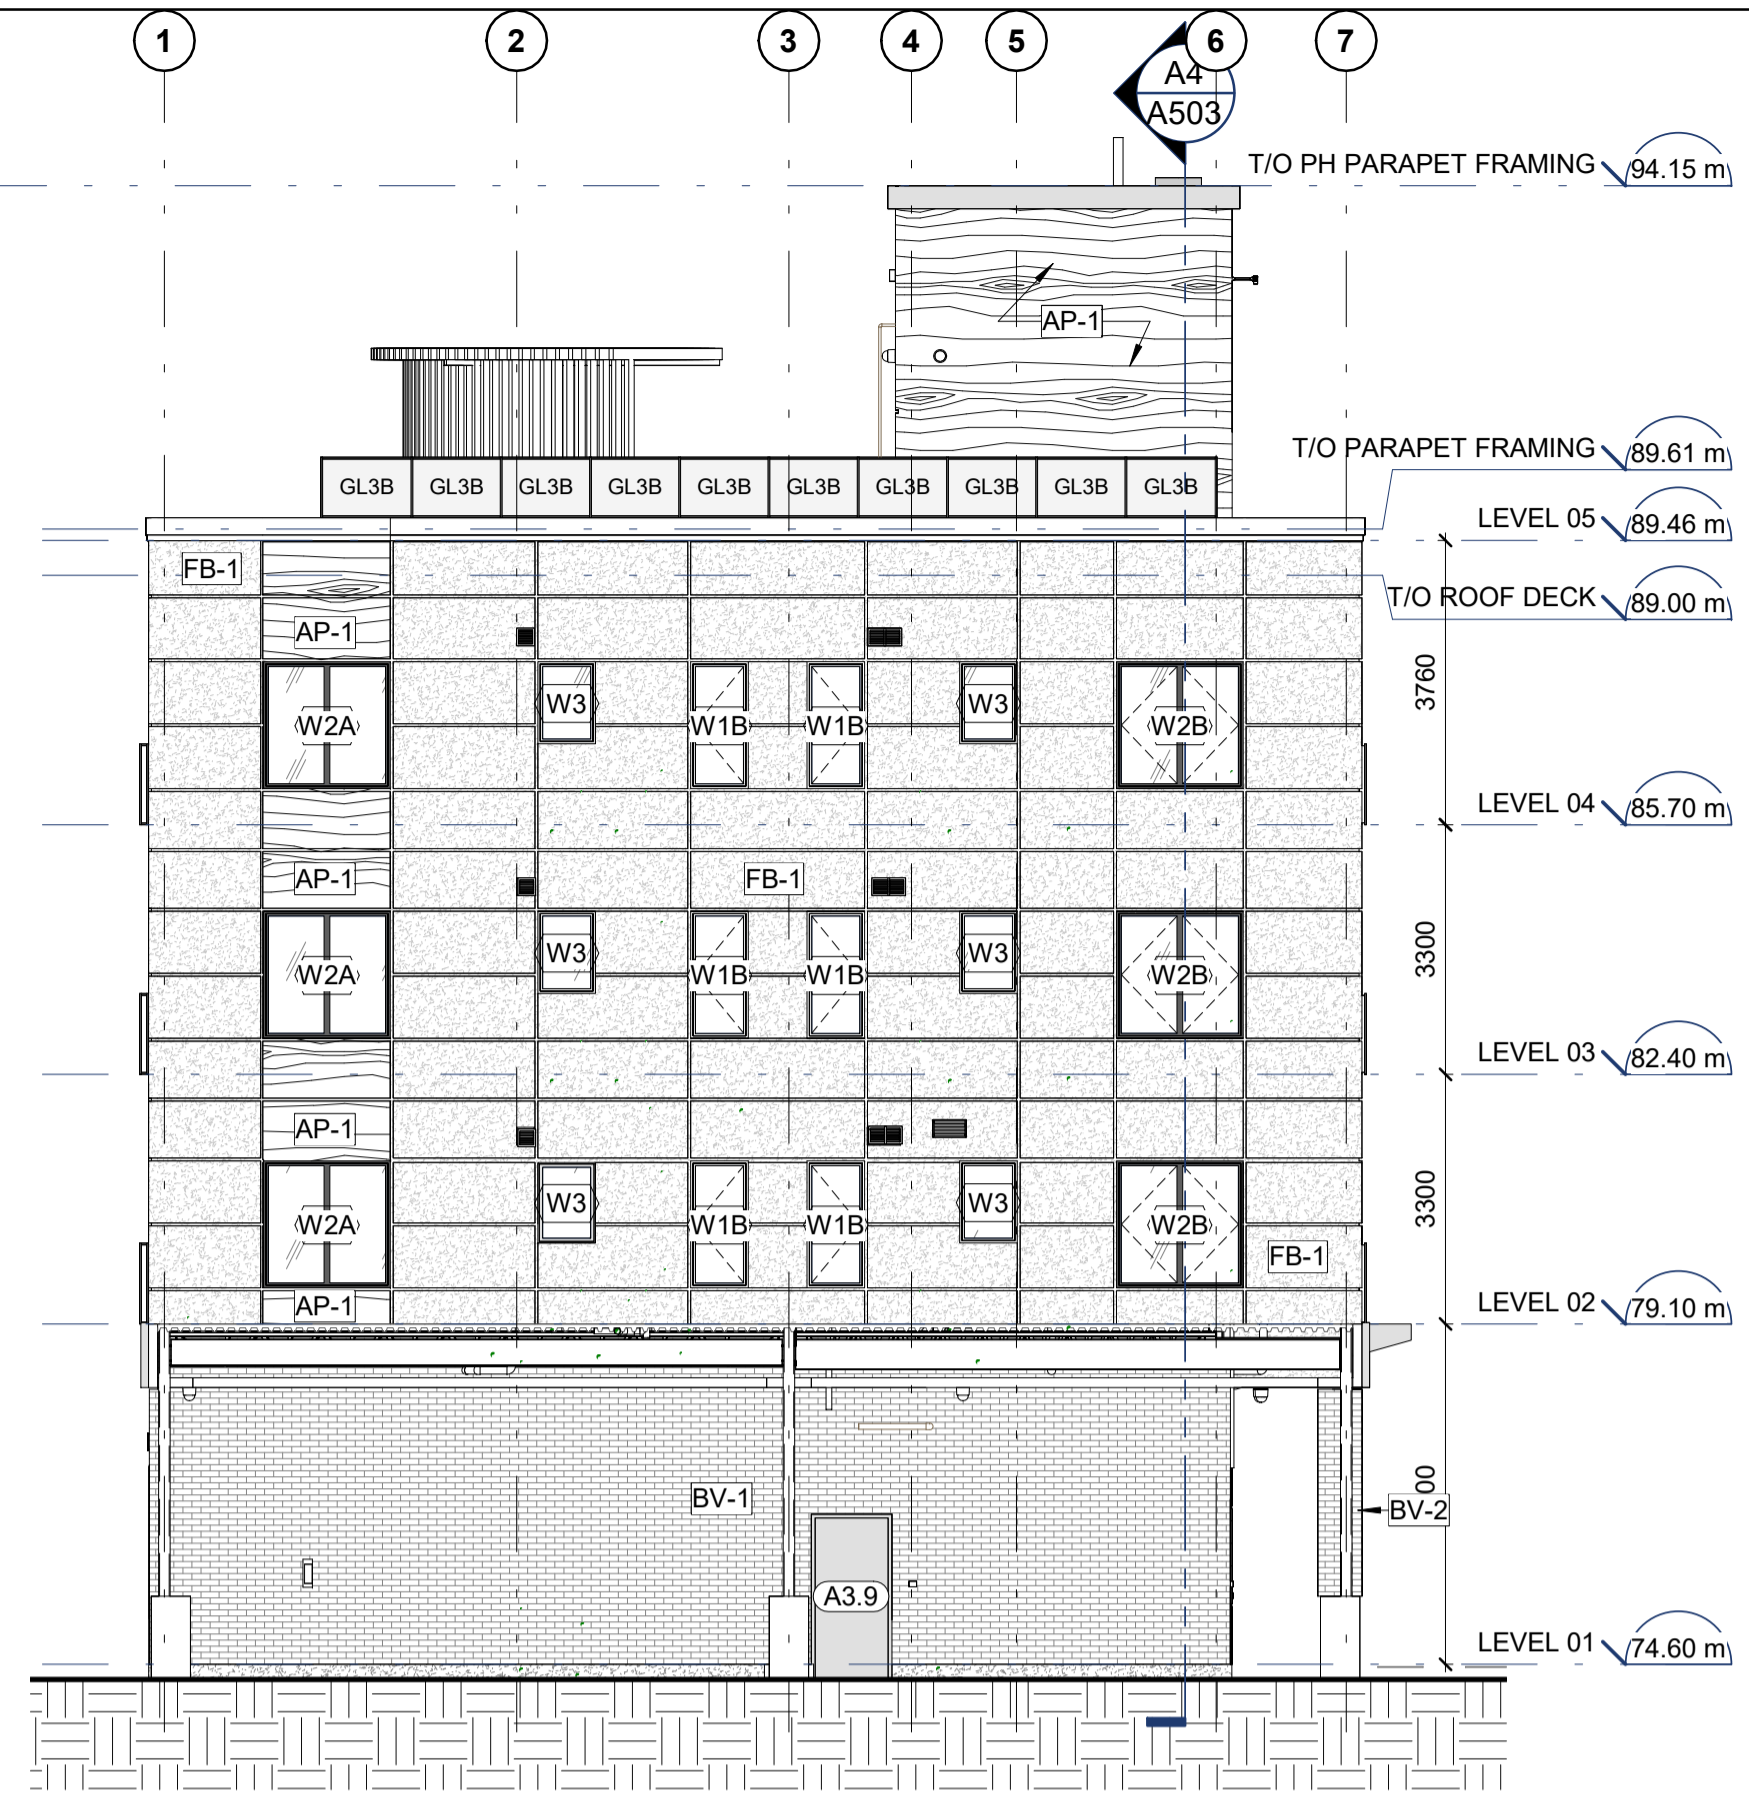 1 2 3 4 5 6 7
A4
A503
T/O PH PARAPET FRAMING 94.15 m
AP-1
T/O PARAPET FRAMING 89.61 m
GL3B GL3B GL3B GL3B GL3B GL3B GL3B GL3B GL3B GL3B
LEVEL 05 89.46 m
FB-1
T/O ROOF DECK 89.00 m
AP-1
3760
W2A W3 W1B W1B W3 W2B
LEVEL 04 85.70 m
AP-1 FB-1
3300
W2A W3 W1B W1B W3 W2B
LEVEL 03 82.40 m
AP-1
3300
W2A W3 W1B W1B W3 W2B
FB-1
AP-1
LEVEL 02 79.10 m
00
BV-1
BV-2
A3.9
LEVEL 01 74.60 m